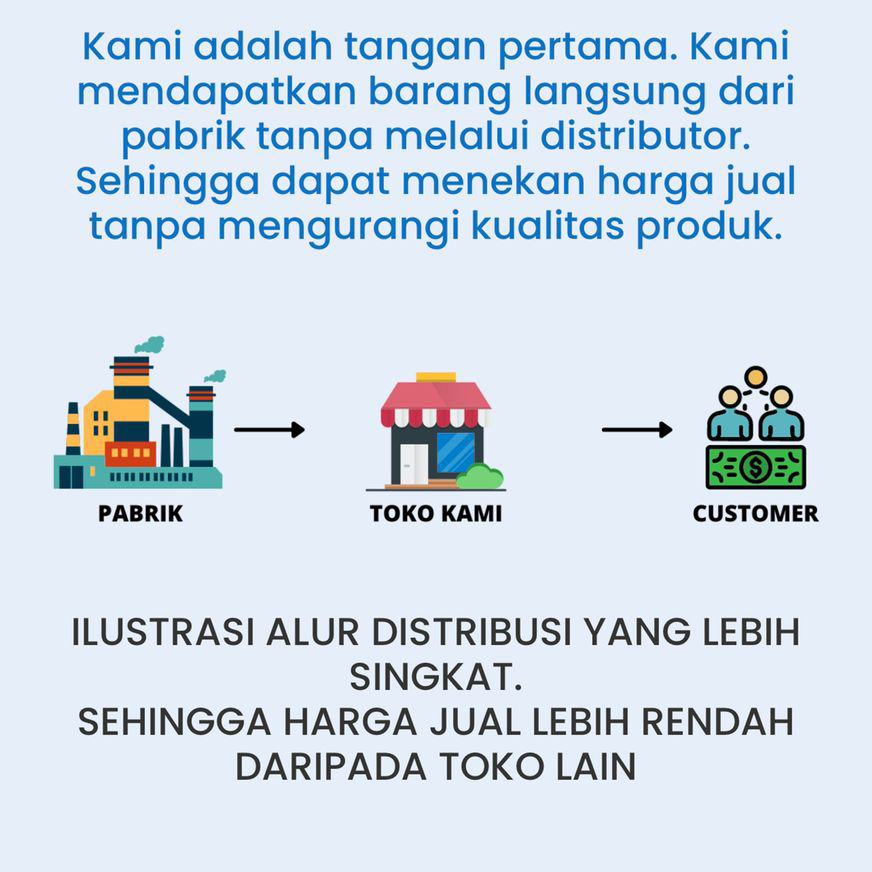 Kami adalah tangan pertama. Kami
mendapatkan barang langsung dari
pabrik tanpa melalui distributor.
Sehingga dapat menekan harga jual
tanpa mengurangi kualitas produk.
PABRIK
TOKO KAMI
CUSTOMER
ILUSTRASI ALUR DISTRIBUSI YANG LEBIH
SINGKAT.
SEHINGGA HARGA JUAL LEBIH RENDAH
DARIPADA TOKO LAIN